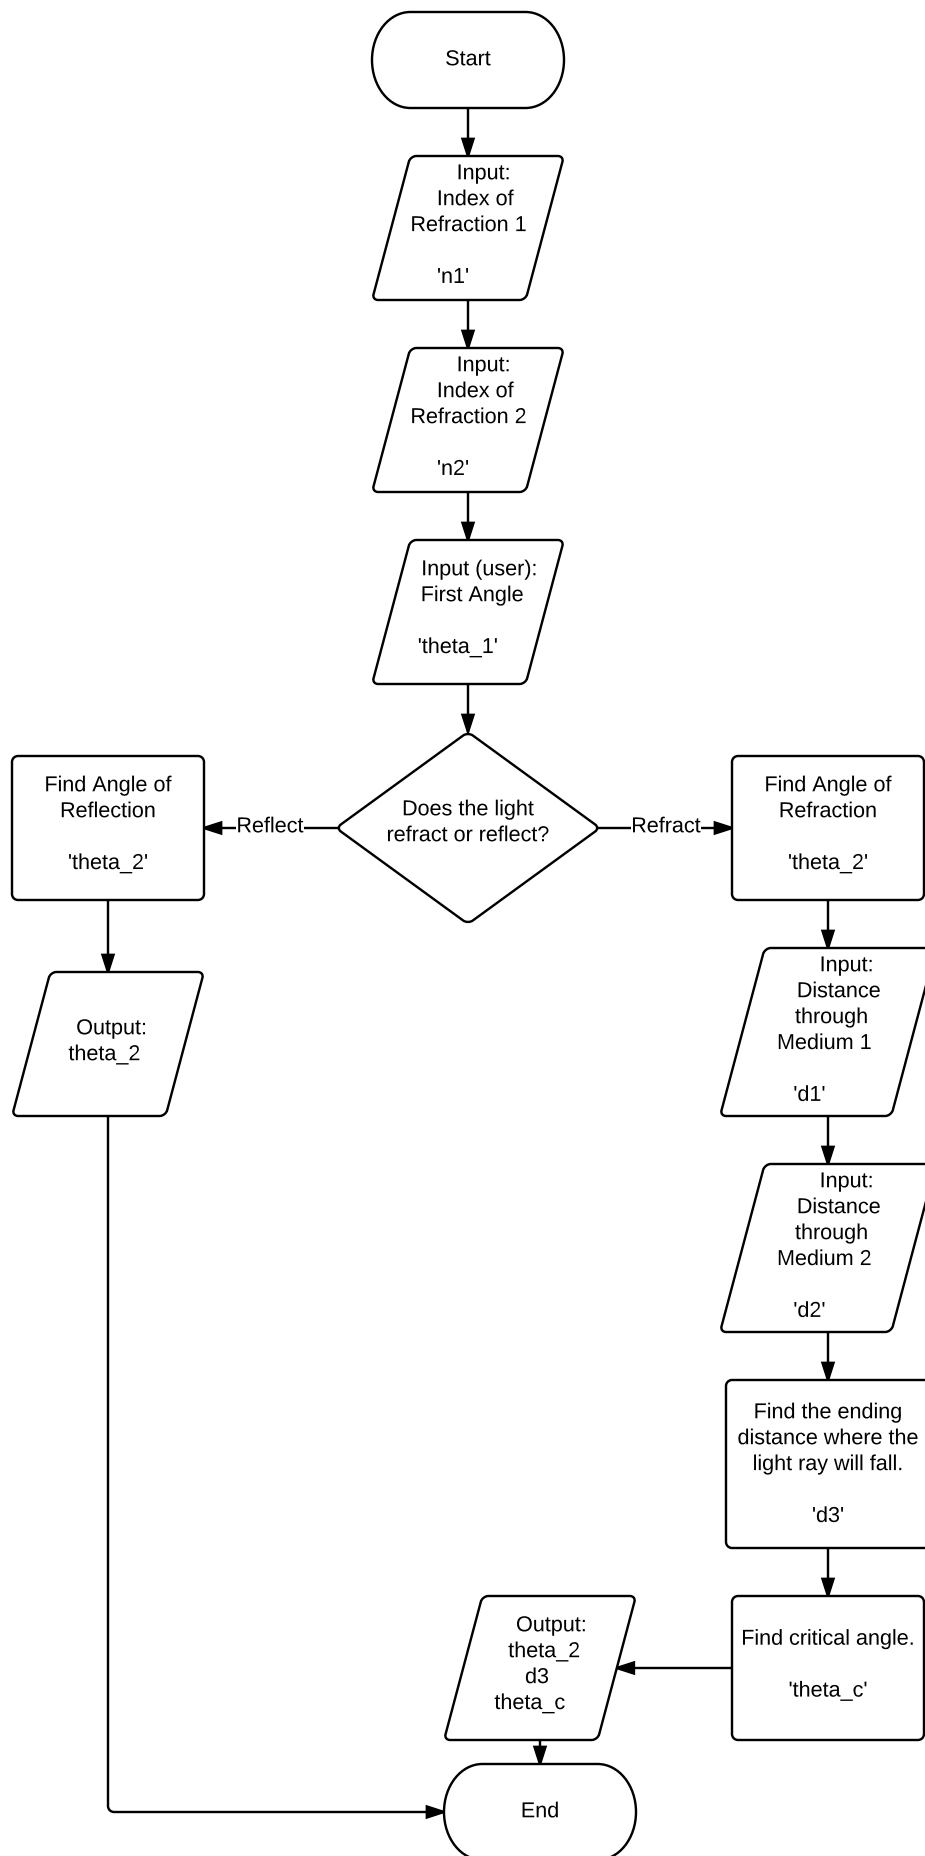 Start
Input:
Index of
Refraction 1
'n1'
Input:
Index of
Refraction 2
'n2'
Input (user):
First Angle
'theta_1'
Does the light
refract or reflect?
Reflect
Refract
Find Angle of
Reflection
'theta_2'
Output:
theta_2
Find Angle of
Refraction
'theta_2'
Input:
Distance
through
Medium 1
'd1'
Input:
Distance
through
Medium 2
'd2'
Find the ending
distance where the
light ray will fall.
'd3'
Find critical angle.
'theta_c'
Output:
theta_2
d3
theta_c
End